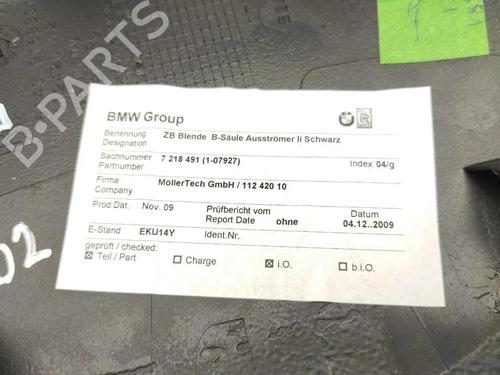 B-PARTS
BMW Group
Benennung ZB Blende B-Säule Ausströmer li Schwarz
Designation
Sachnummer 7 218 491 (1-07927) Index 04/g
Partnumber
Firma MöllerTech GmbH / 112 420 10
Company
Prod.Dat. Nov. 09 Prüfbericht vom Datum
Report Date ohne 04.12..2009
E-Stand EKU14Y Ident.Nr.
geprüft / checked:
☒ Teil / Part ☐ Charge ☒ i.O. ☐ b.i.O.
02